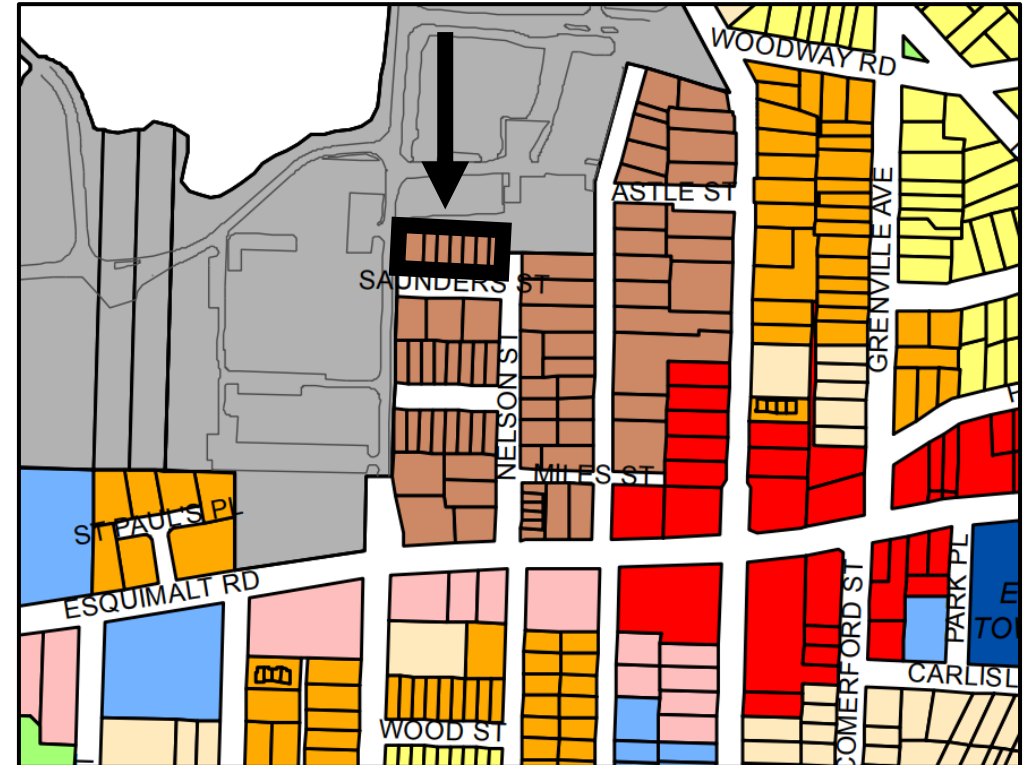 WOODWAY RD
ASTLE ST
GRENVILLE AVE
SAUNDERS ST
NELSON ST
MILES ST
ST PAUL'S PL
ESQUIMALT RD
PARK PL
COMERFORD ST
CARLISL
WOOD ST